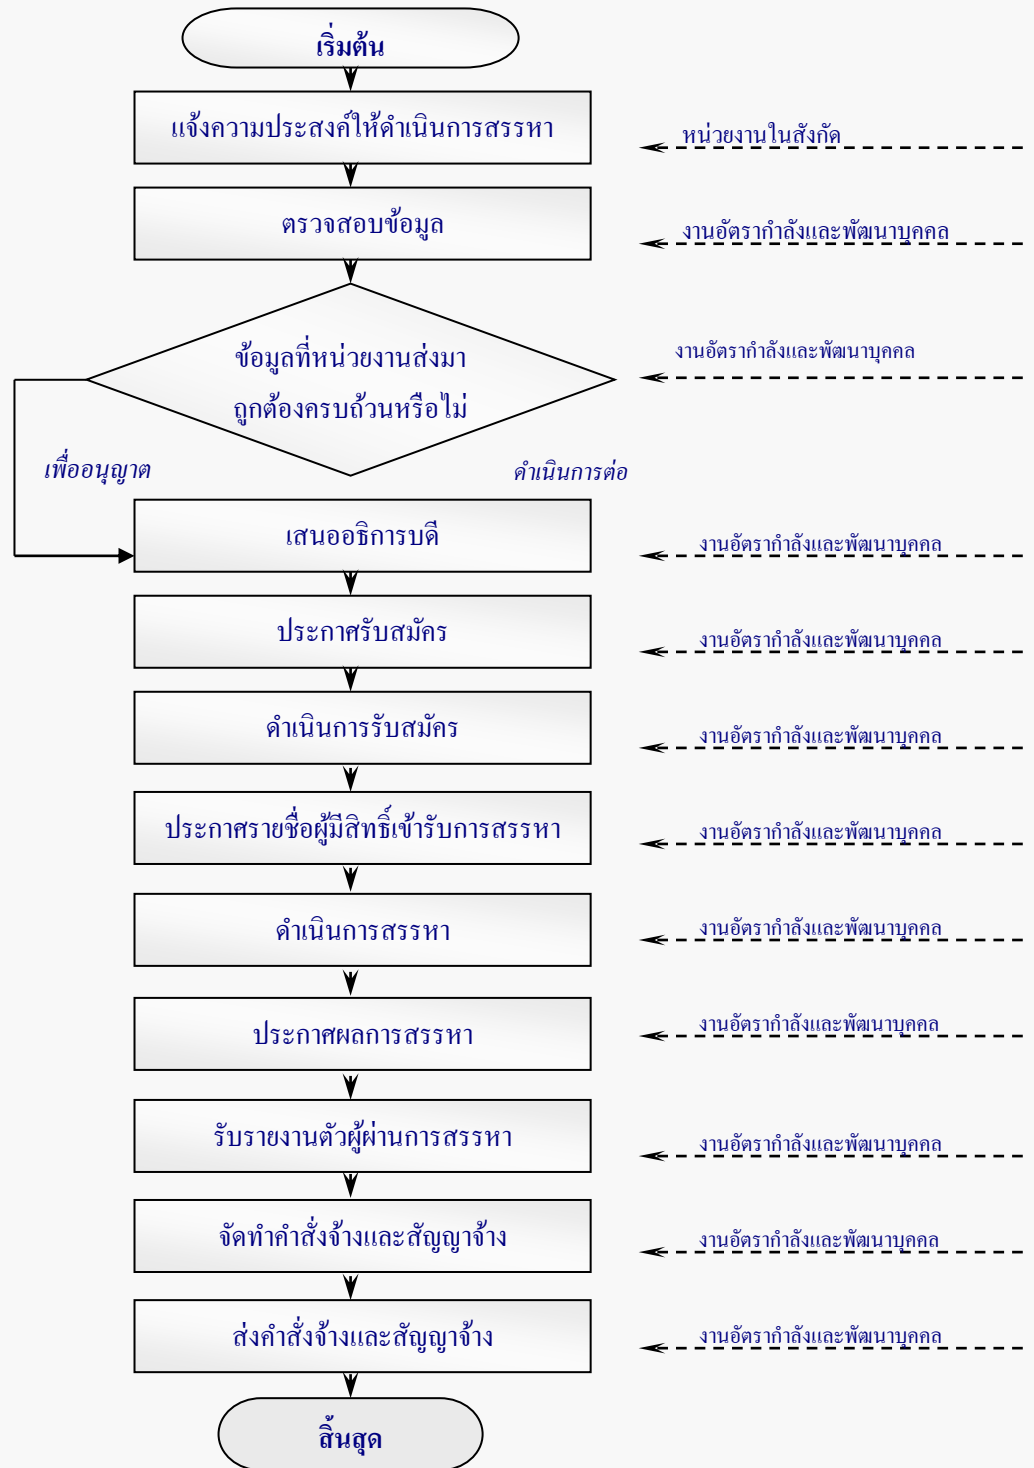 เริ่มต้น
แจ้งความประสงค์ให้ดำเนินการสรรหา
หน่วยงานในสังกัด
ตรวจสอบข้อมูล
งานอัตรากำลังและพัฒนาบุคคล
ข้อมูลที่หน่วยงานส่งมา
ถูกต้องครบถ้วนหรือไม่
งานอัตรากำลังและพัฒนาบุคคล
เพื่ออนุญาต
ดำเนินการต่อ
เสนออธิการบดี
งานอัตรากำลังและพัฒนาบุคคล
ประกาศรับสมัคร
งานอัตรากำลังและพัฒนาบุคคล
ดำเนินการรับสมัคร
งานอัตรากำลังและพัฒนาบุคคล
ประกาศรายชื่อผู้มีสิทธิ์เข้ารับการสรรหา
งานอัตรากำลังและพัฒนาบุคคล
ดำเนินการสรรหา
งานอัตรากำลังและพัฒนาบุคคล
ประกาศผลการสรรหา
งานอัตรากำลังและพัฒนาบุคคล
รับรายงานตัวผู้ผ่านการสรรหา
งานอัตรากำลังและพัฒนาบุคคล
จัดทำคำสั่งจ้างและสัญญาจ้าง
งานอัตรากำลังและพัฒนาบุคคล
ส่งคำสั่งจ้างและสัญญาจ้าง
งานอัตรากำลังและพัฒนาบุคคล
สิ้นสุด